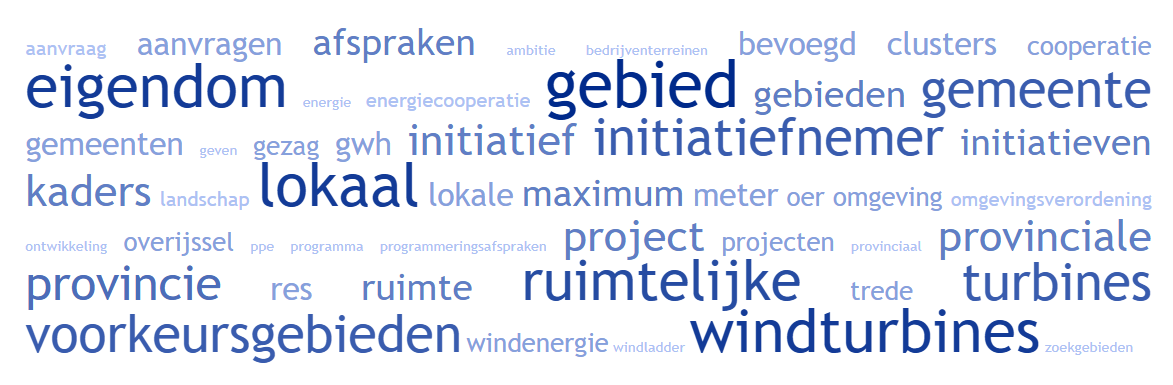 aanvraag aanvragen afspraken ambitie bedrijventerreinen bevoegd clusters cooperatie
eigendom energie energiecooperatie gebied gebieden gemeente
gemeenten geven gezag gwh initiatief initiatiefnemer initiatieven
kaders landschap lokaal lokale maximum meter oer omgeving omgevingsverordening
ontwikkeling overijssel ppe programma programmeringsafspraken project projecten provinciaal provinciale
provincie res ruimte ruimtelijke trede turbines
voorkeursgebieden windenergie windladder windturbines zoekgebieden